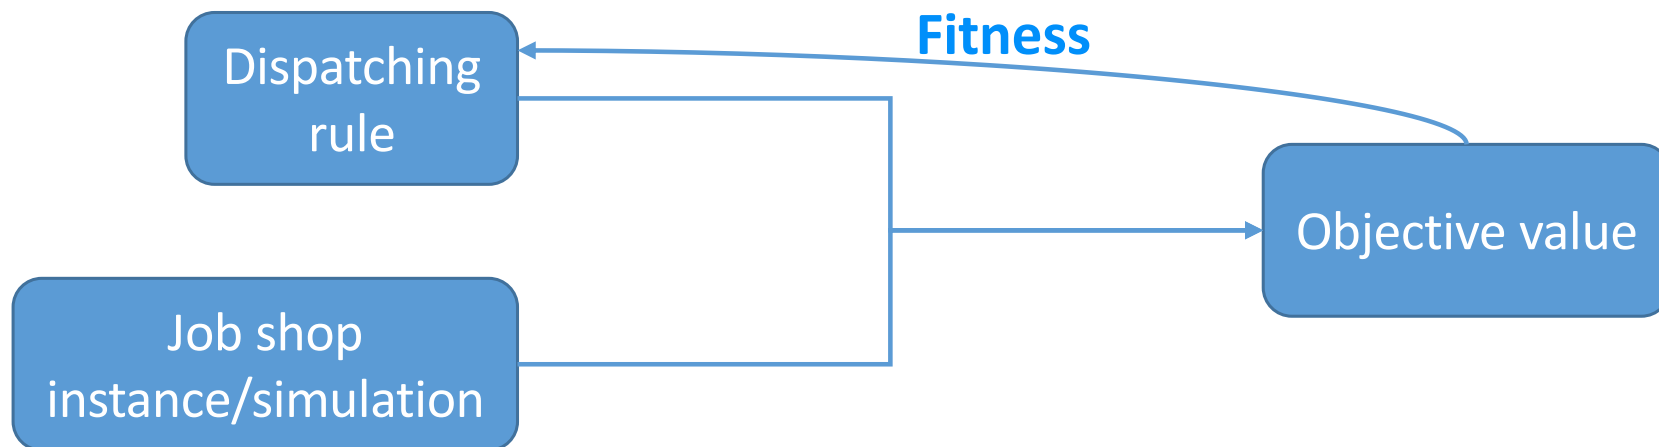 Fitness
Dispatching
rule
Objective value
Job shop
instance/simulation